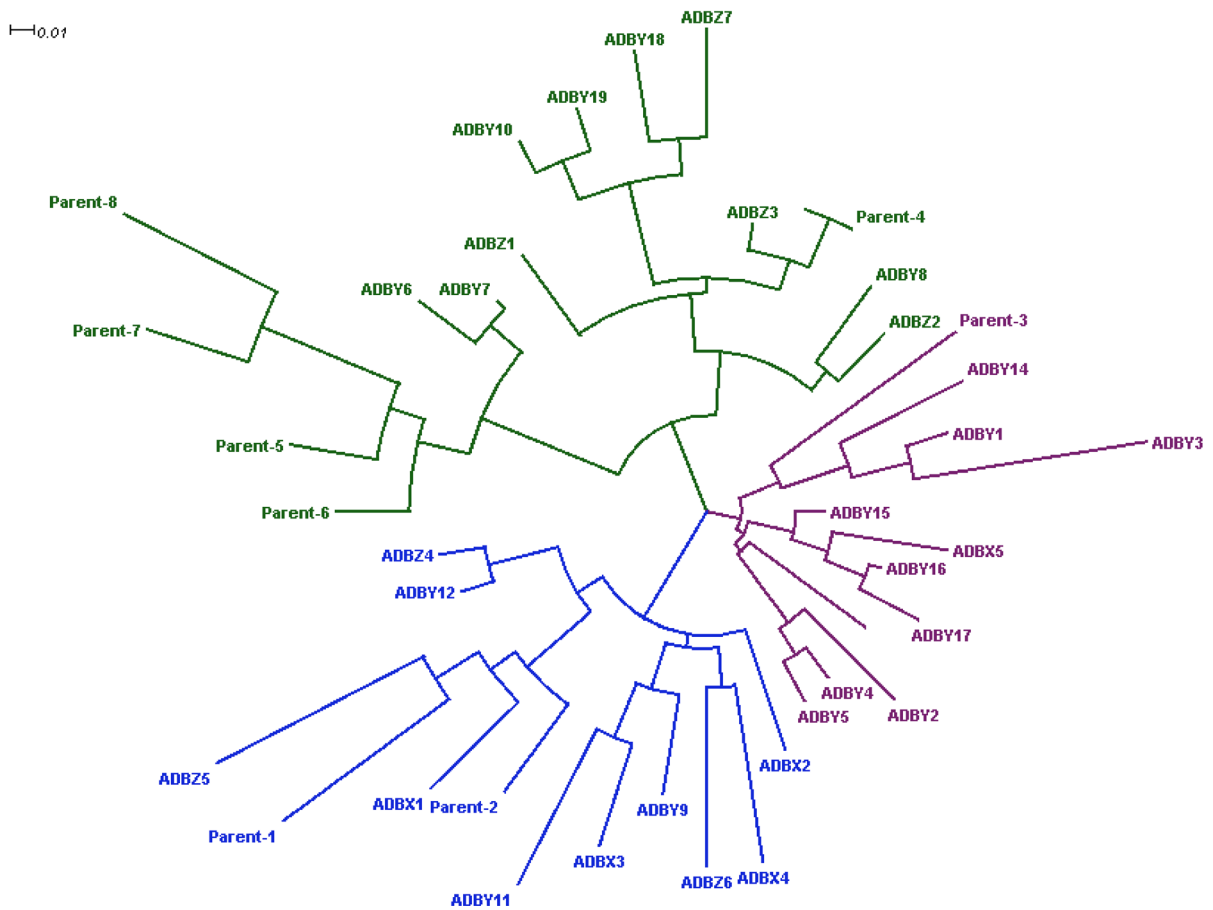 0.01
ADBZ7
ADBY18
ADBY19
ADBY10
Parent-8
ADBZ3
Parent-4
ADBZ1
ADBY8
ADBY6
ADBY7
Parent-7
ADBZ2
Parent-3
ADBY14
ADBY1
ADBY3
Parent-5
Parent-6
ADBY15
ADBX5
ADBZ4
ADBY16
ADBY12
ADBY17
ADBY4
ADBY5
ADBY2
ADBX2
ADBZ5
ADBX1
Parent-2
ADBY9
Parent-1
ADBX3
ADBZ6
ADBX4
ADBY11